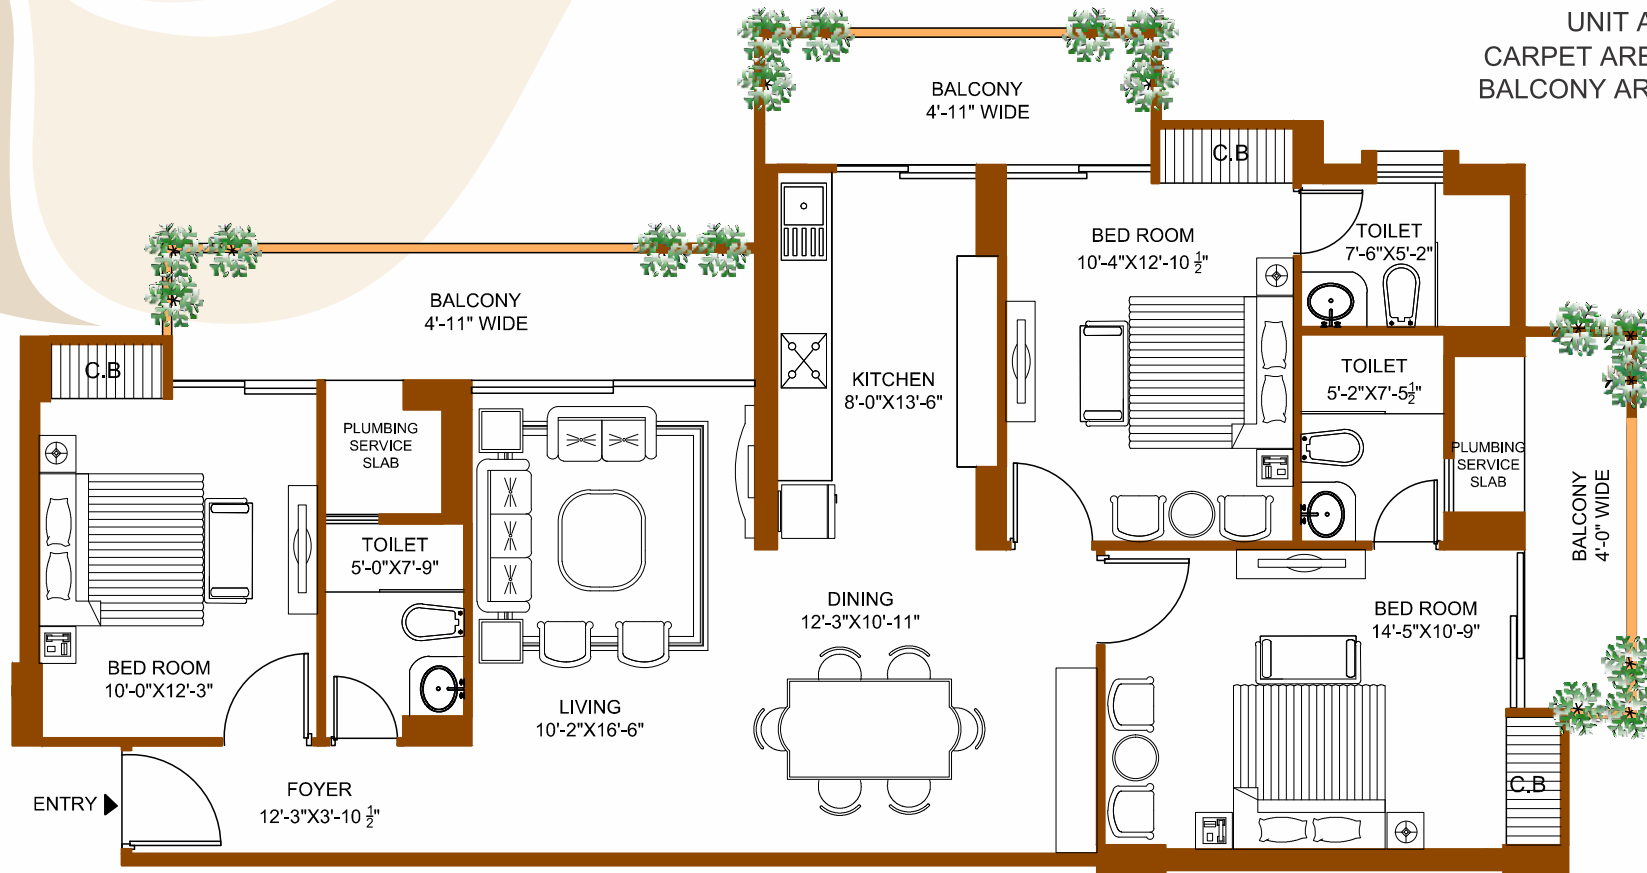 UNIT A
CARPET ARE
BALCONY AR
BALCONY
4'-11" WIDE
C.B
TOILET
7'-6"X5'-2"
BED ROOM
10'-4"X12'-10 1/2"
BALCONY
4'-11" WIDE
C.B
KITCHEN
8'-0"X13'-6"
TOILET
5'-2"X7'-5 1/2"
PLUMBING
SERVICE
SLAB
PLUMBING
SERVICE
SLAB
BALCONY
4'-0" WIDE
TOILET
5'-0"X7'-9"
DINING
12'-3"X10'-11"
BED ROOM
14'-5"X10'-9"
BED ROOM
10'-0"X12'-3"
LIVING
10'-2"X16'-6"
C.B
ENTRY
FOYER
12'-3"X3'-10 1/2"